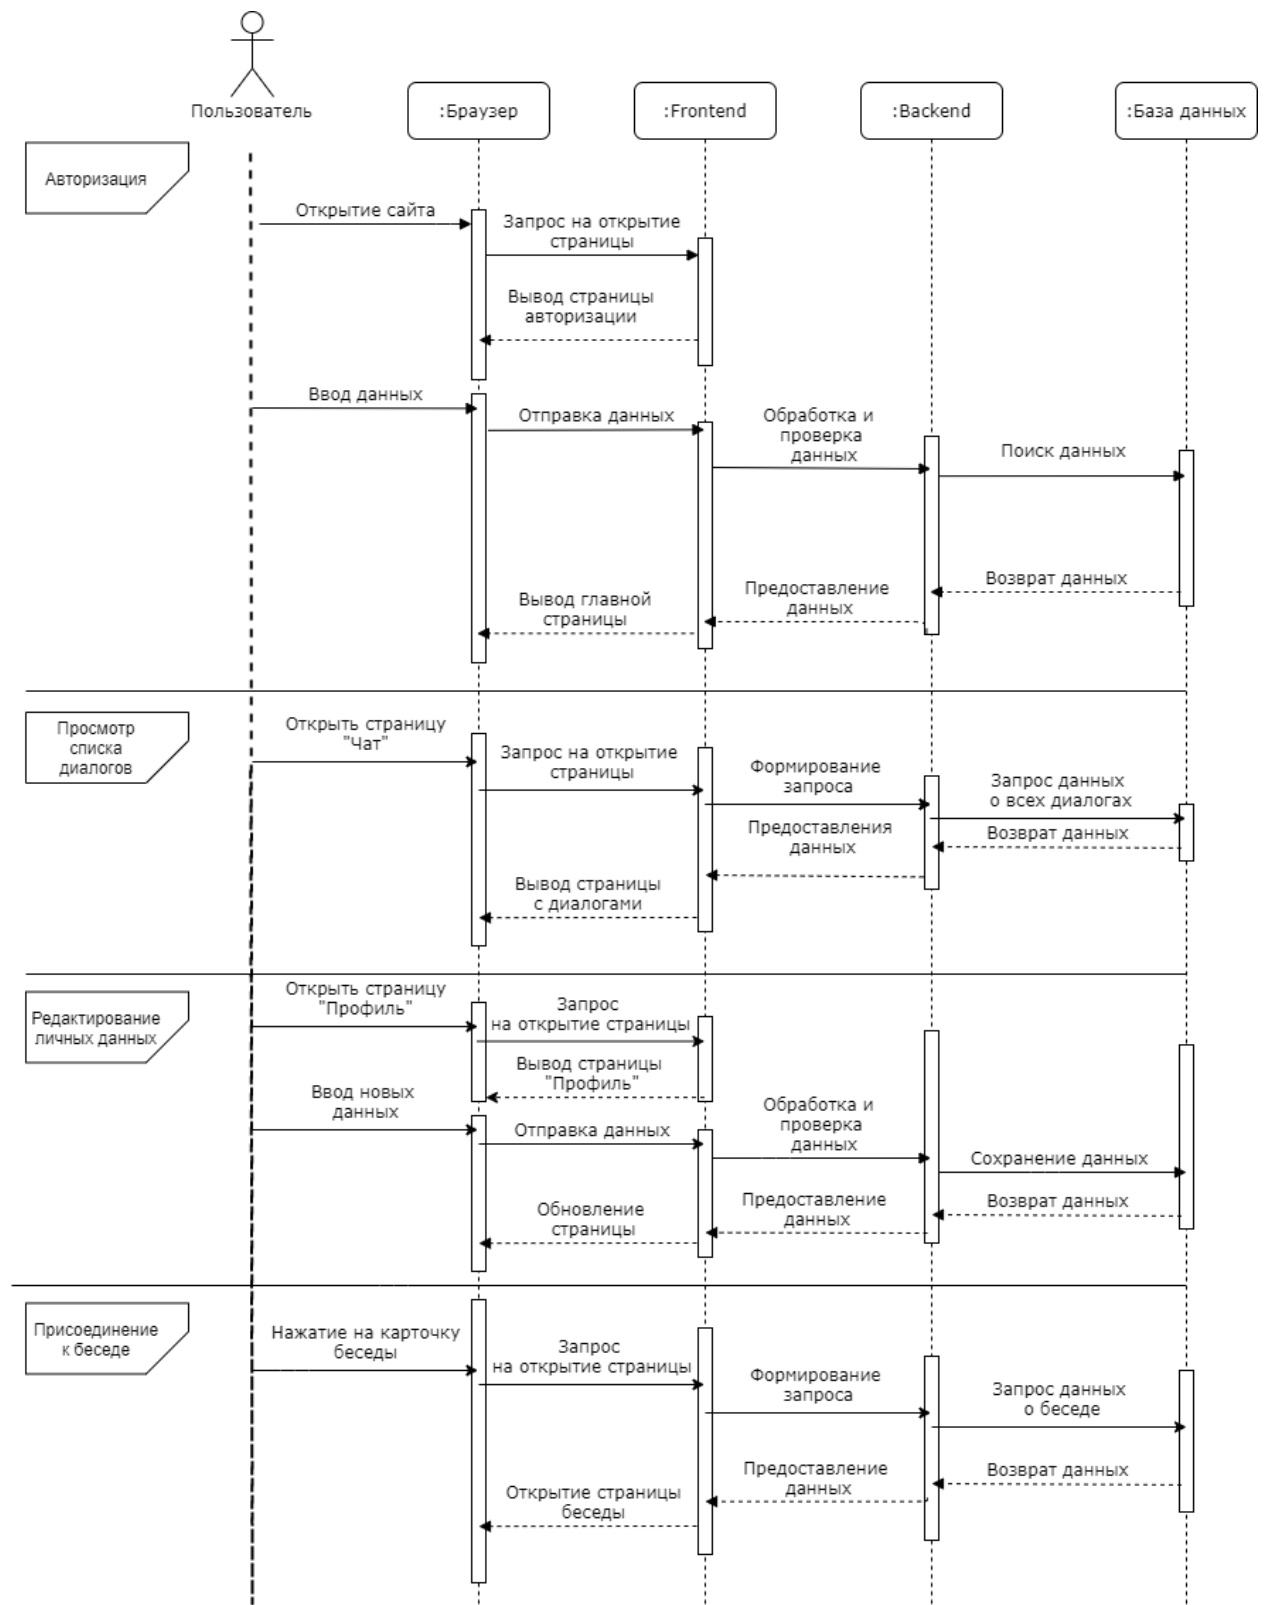 Пользователь
:Браузер
:Frontend
:Backend
:База данных
Авторизация
Открытие сайта
Запрос на открытие
страницы
Вывод страницы
авторизации
Ввод данных
Отправка данных
Обработка и
проверка
данных
Поиск данных
Возврат данных
Предоставление
данных
Вывод главной
страницы
Просмотр
списка
диалогов
Открыть страницу
"Чат"
Запрос на открытие
страницы
Формирование
запроса
Запрос данных
о всех диалогах
Возврат данных
Предоставления
данных
Вывод страницы
с диалогами
Редактирование
личных данных
Открыть страницу
"Профиль"
Запрос
на открытие страницы
Вывод страницы
"Профиль"
Ввод новых
данных
Отправка данных
Обработка и
проверка
данных
Сохранение данных
Возврат данных
Предоставление
данных
Обновление
страницы
Присоединение
к беседе
Нажатие на карточку
беседы
Запрос
на открытие страницы
Формирование
запроса
Запрос данных
о беседе
Возврат данных
Предоставление
данных
Открытие страницы
беседы